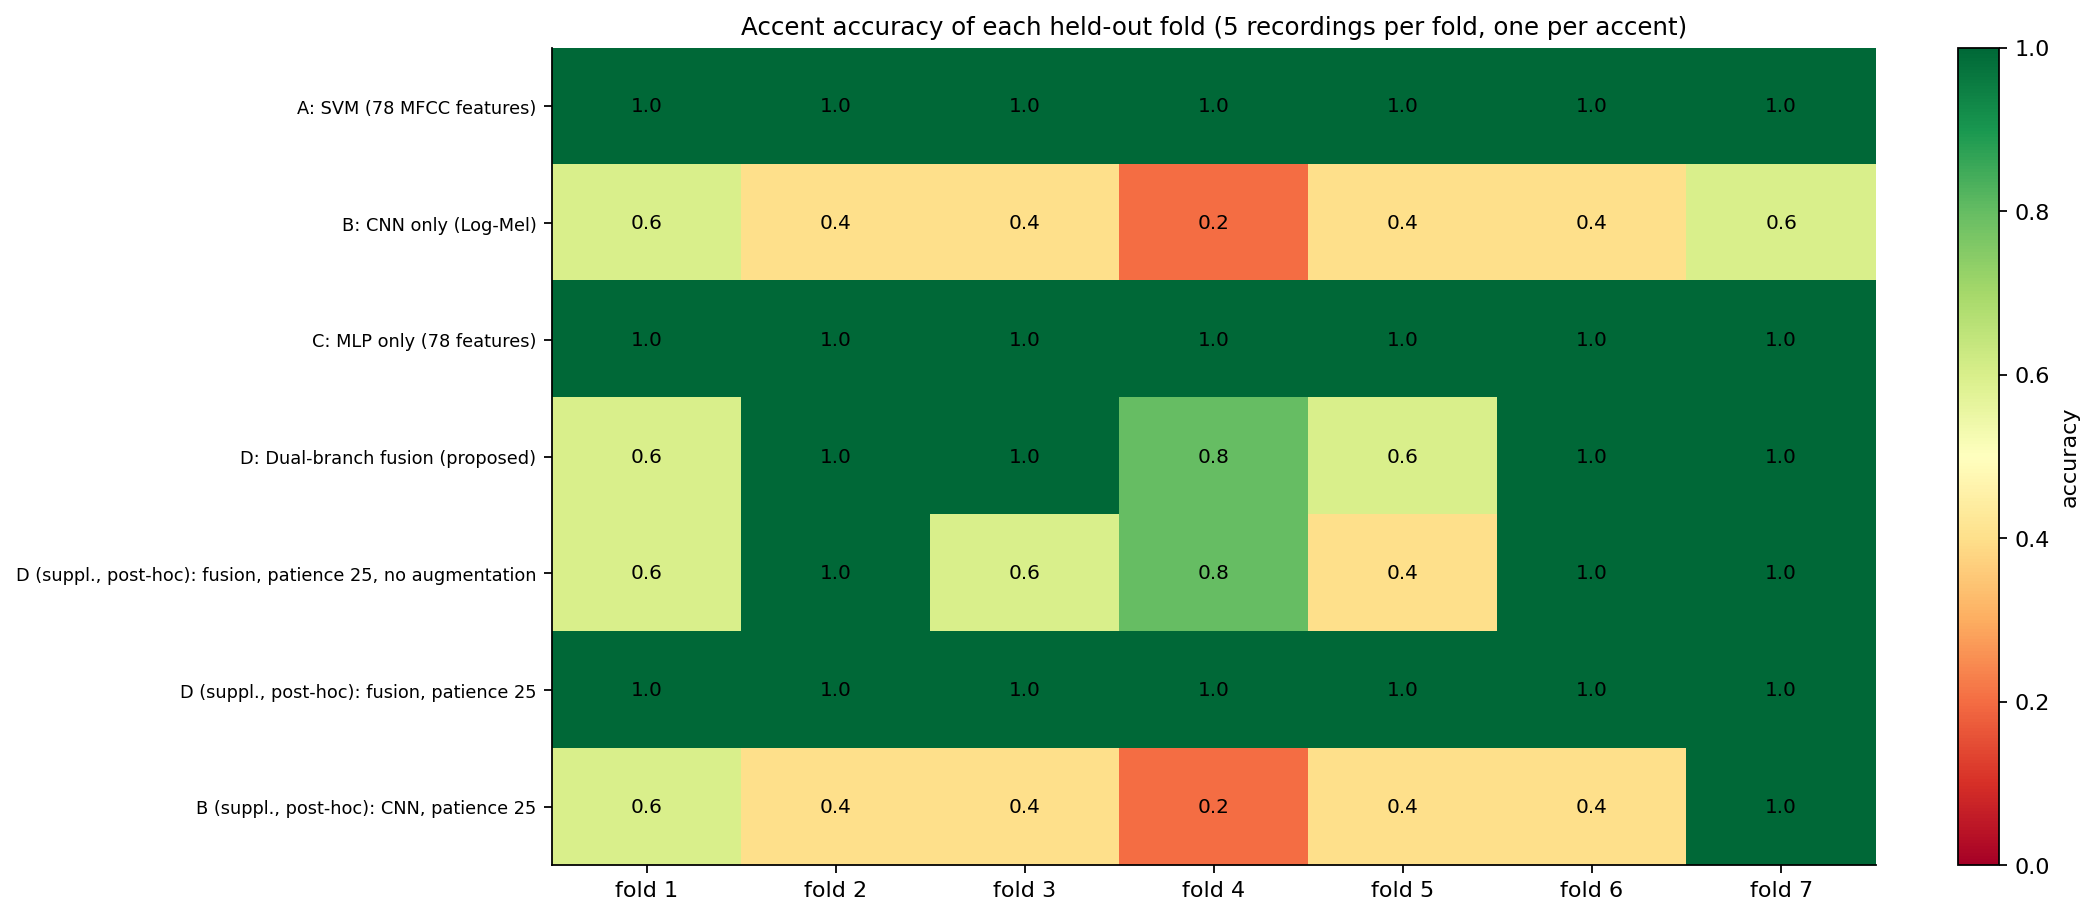 Accent accuracy of each held-out fold (5 recordings per fold, one per accent)
A: SVM (78 MFCC features) 1.0 1.0 1.0 1.0 1.0 1.0 1.0
B: CNN only (Log-Mel) 0.6 0.4 0.4 0.2 0.4 0.4 0.6
C: MLP only (78 features) 1.0 1.0 1.0 1.0 1.0 1.0 1.0
D: Dual-branch fusion (proposed) 0.6 1.0 1.0 0.8 0.6 1.0 1.0
D (suppl., post-hoc): fusion, patience 25, no augmentation 0.6 1.0 0.6 0.8 0.4 1.0 1.0
D (suppl., post-hoc): fusion, patience 25 1.0 1.0 1.0 1.0 1.0 1.0 1.0
B (suppl., post-hoc): CNN, patience 25 0.6 0.4 0.4 0.2 0.4 0.4 1.0
fold 1 fold 2 fold 3 fold 4 fold 5 fold 6 fold 7
1.0
0.8
0.6
0.4
0.2
0.0
accuracy